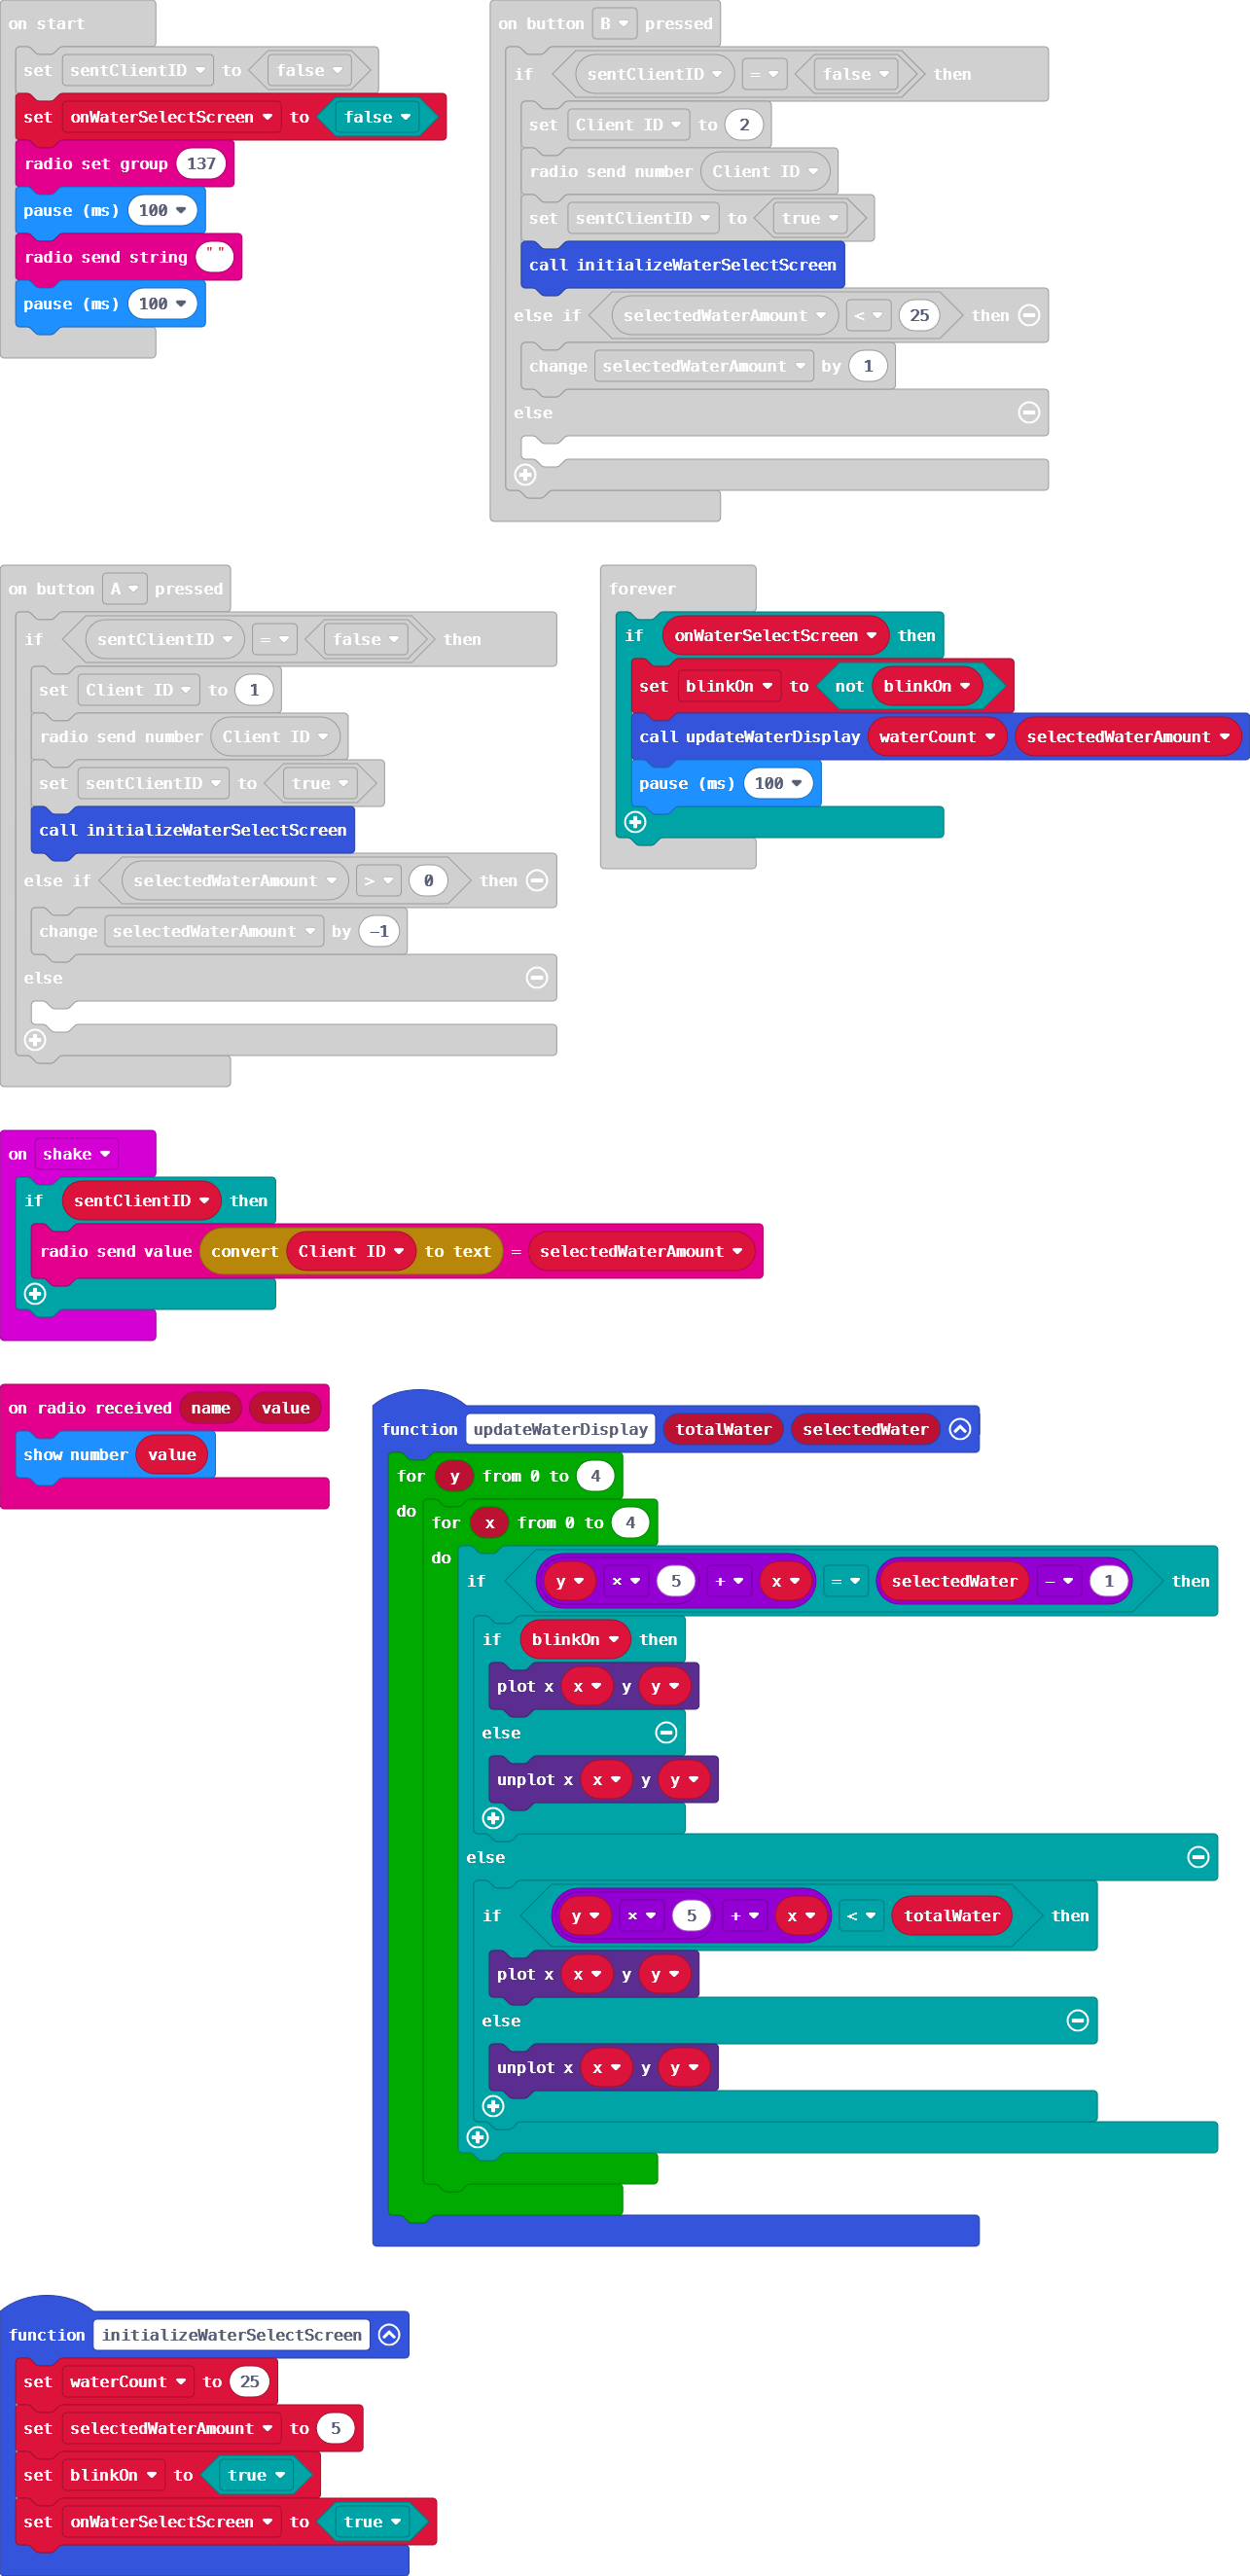 on start
set sentClientID to false
set onWaterSelectScreen to false
radio set group 137
pause (ms) 100
radio send string " "
pause (ms) 100
on button B pressed
if sentClientID = false then
set Client ID to 2
radio send number Client ID
set sentClientID to true
call initializeWaterSelectScreen
else if selectedWaterAmount < 25 then
change selectedWaterAmount by 1
else
on button A pressed
if sentClientID = false then
set Client ID to 1
radio send number Client ID
set sentClientID to true
call initializeWaterSelectScreen
else if selectedWaterAmount > 0 then
change selectedWaterAmount by -1
else
forever
if onWaterSelectScreen then
set blinkOn to not blinkOn
call updateWaterDisplay waterCount selectedWaterAmount
pause (ms) 100
on shake
if sentClientID then
radio send value convert Client ID to text = selectedWaterAmount
on radio received name value
show number value
function updateWaterDisplay totalWater selectedWater
for y from 0 to 4
do
for x from 0 to 4
do
if y × 5 + x = selectedWater - 1 then
if blinkOn then
plot x x y y
else
unplot x x y y
else
if y × 5 + x < totalWater then
plot x x y y
else
unplot x x y y
function initializeWaterSelectScreen
set waterCount to 25
set selectedWaterAmount to 5
set blinkOn to true
set onWaterSelectScreen to true